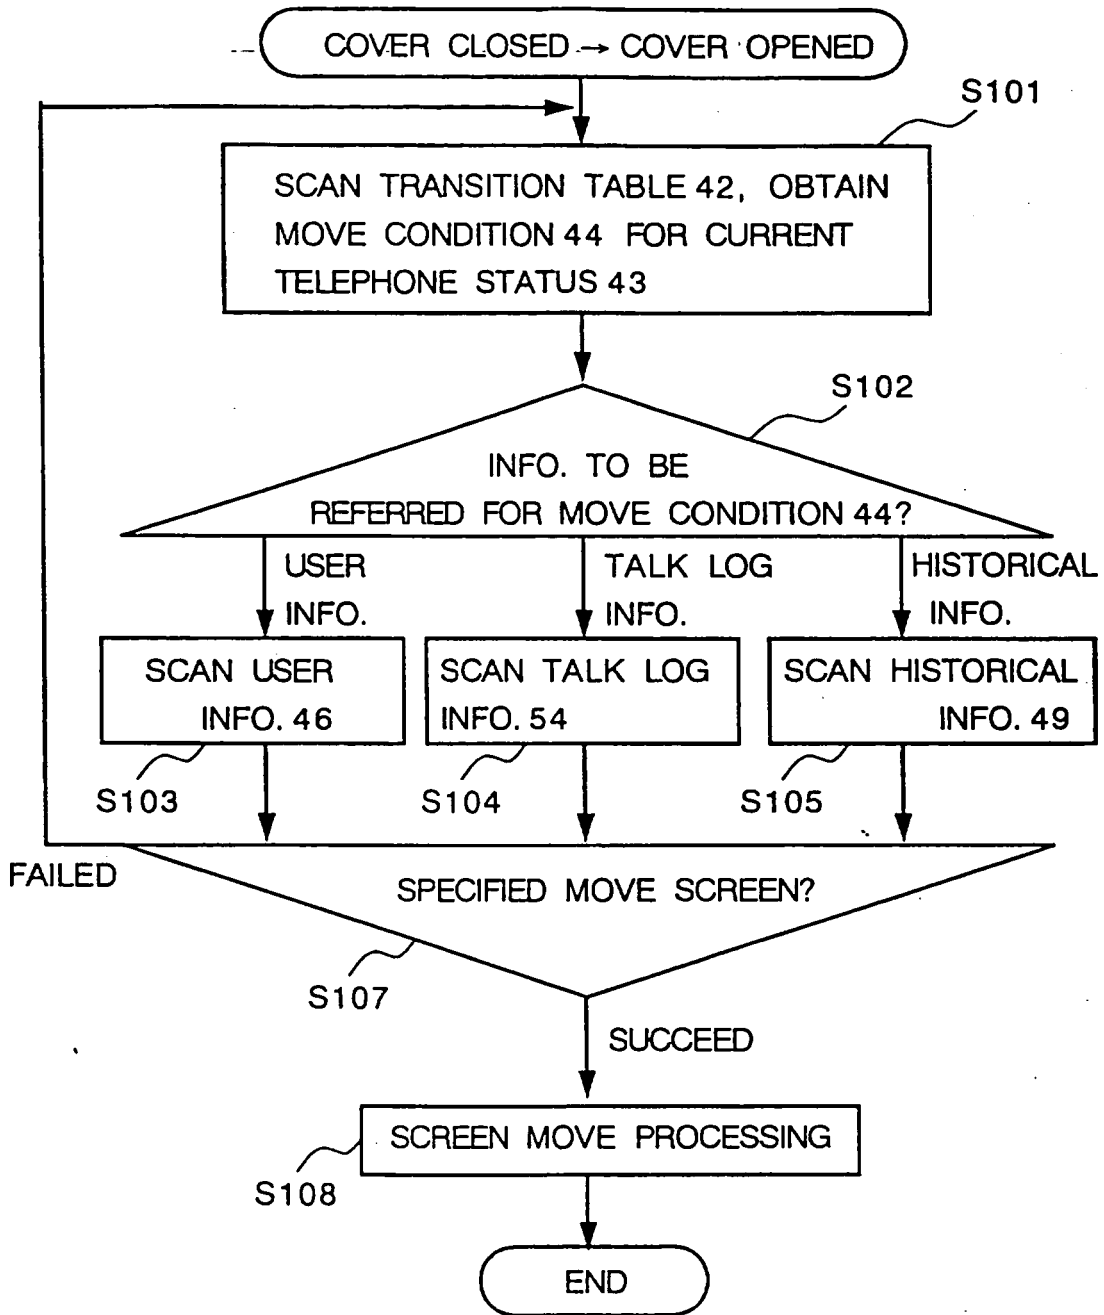 COVER CLOSED → COVER OPENED
S101
SCAN TRANSITION TABLE 42, OBTAIN
MOVE CONDITION 44 FOR CURRENT
TELEPHONE STATUS 43
S102
INFO. TO BE
REFERRED FOR MOVE CONDITION 44?
USER
INFO.
TALK LOG
INFO.
HISTORICAL
INFO.
SCAN USER
INFO. 46
SCAN TALK LOG
INFO. 54
SCAN HISTORICAL
INFO. 49
S103
S104
S105
FAILED
SPECIFIED MOVE SCREEN?
S107
SUCCEED
SCREEN MOVE PROCESSING
S108
END